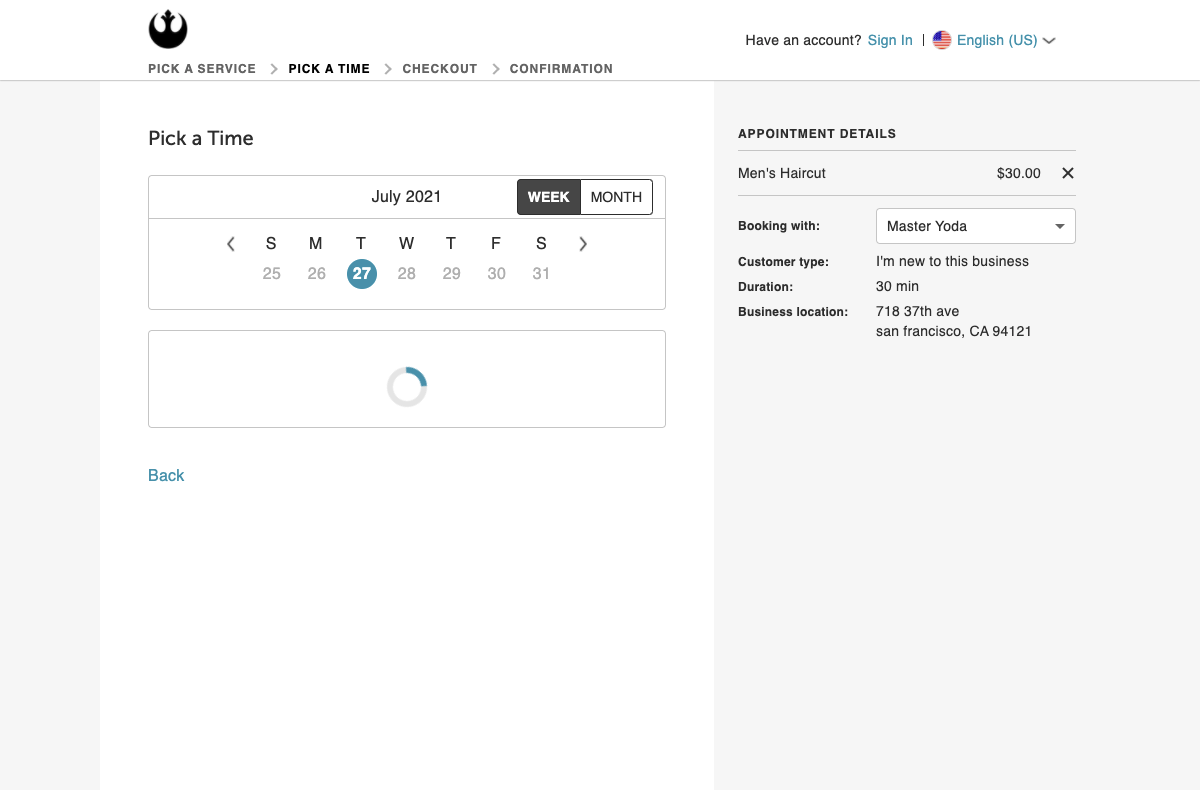 Have an account? Sign In | English (US)
PICK A SERVICE > PICK A TIME > CHECKOUT > CONFIRMATION
Pick a Time
July 2021 WEEK MONTH
S M T W T F S
25 26 27 28 29 30 31
Back
APPOINTMENT DETAILS
Men's Haircut $30.00
Booking with: Master Yoda
Customer type: I'm new to this business
Duration: 30 min
Business location: 718 37th ave
san francisco, CA 94121